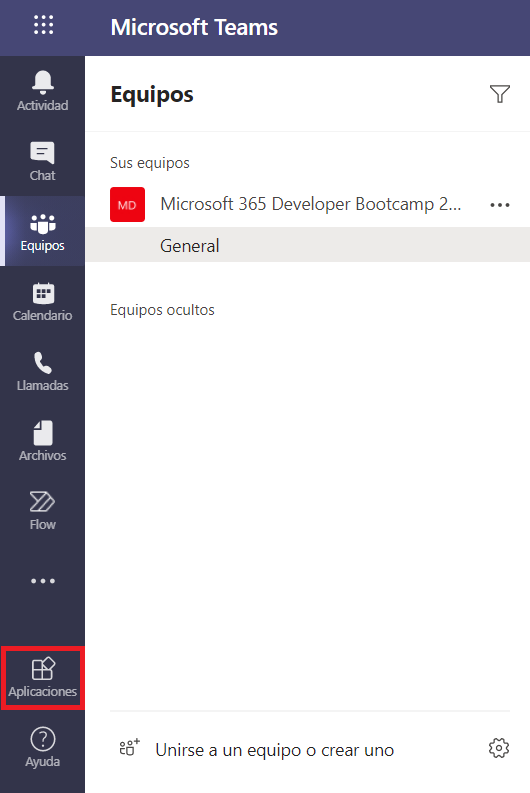 Microsoft Teams
Actividad
Chat
Equipos
Calendario
Llamadas
Archivos
Flow
Aplicaciones
Ayuda
Equipos
Sus equipos
MD
Microsoft 365 Developer Bootcamp 2...
General
Equipos ocultos
Unirse a un equipo o crear uno